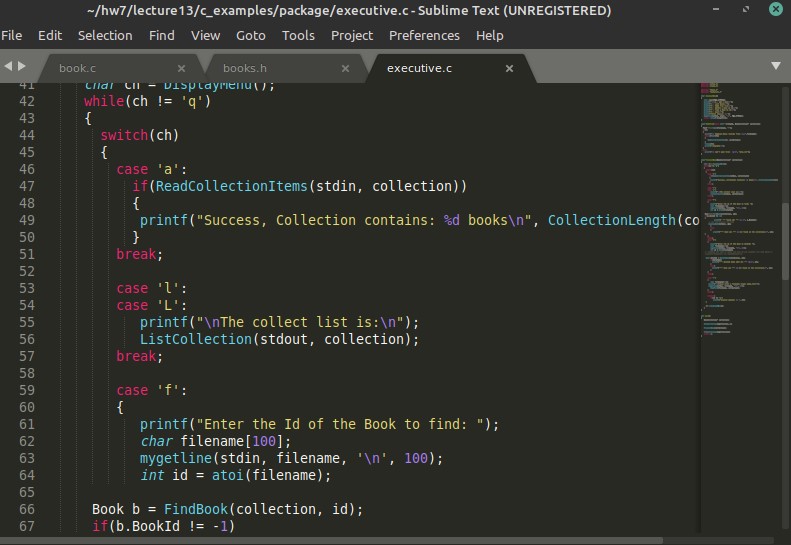 ~/hw7/lecture13/c_examples/package/executive.c - Sublime Text (UNREGISTERED)
File Edit Selection Find View Goto Tools Project Preferences Help
book.c × books.h × executive.c ×
41 char ch = DisplayMenu();
42 while(ch != 'q')
43 {
44 switch(ch)
45 {
46 case 'a':
47 if(ReadCollectionItems(stdin, collection))
48 {
49 printf("Success, Collection contains: %d books\n", CollectionLength(co
50 }
51 break;
52
53 case 'l':
54 case 'L':
55 printf("\nThe collect list is:\n");
56 ListCollection(stdout, collection);
57 break;
58
59 case 'f':
60 {
61 printf("Enter the Id of the Book to find: ");
62 char filename[100];
63 mygetline(stdin, filename, '\n', 100);
64 int id = atoi(filename);
65
66 Book b = FindBook(collection, id);
67 if(b.BookId != -1)